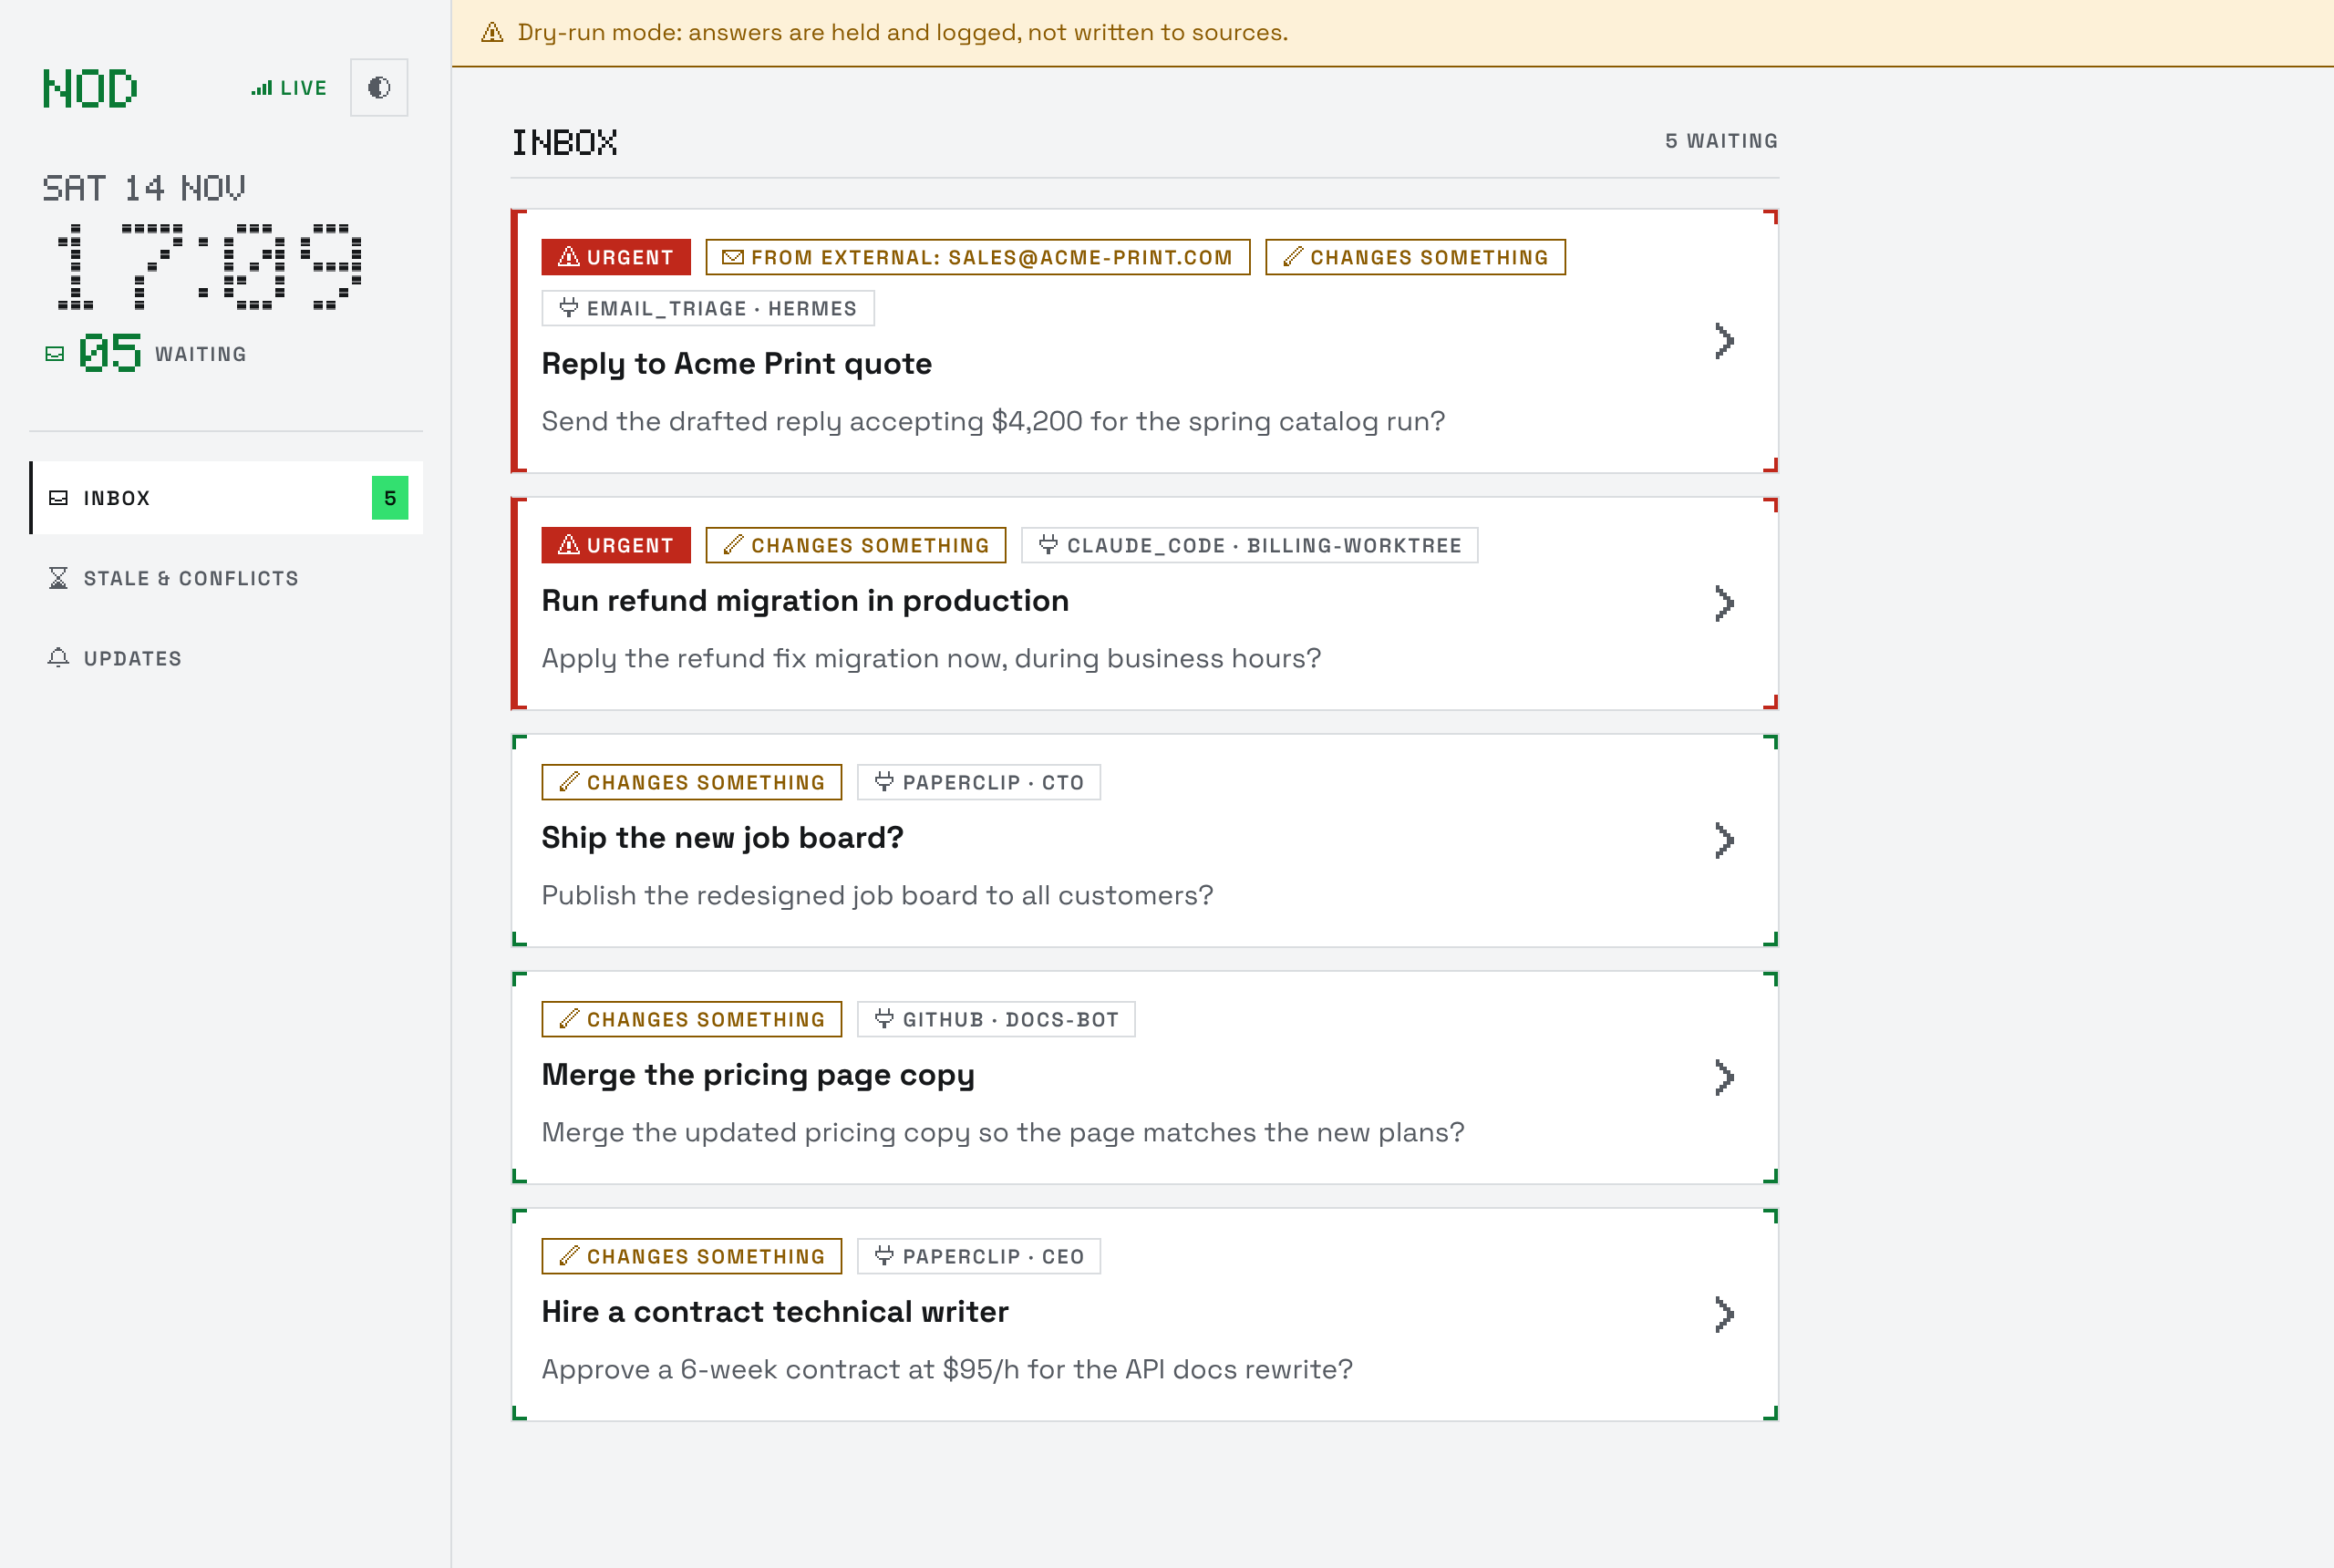 Dry-run mode: answers are held and logged, not written to sources.
NOD
LIVE
SAT 14 NOV
17:09
05 WAITING
INBOX 5
STALE & CONFLICTS
UPDATES
INBOX
5 WAITING
URGENT FROM EXTERNAL: SALES@ACME-PRINT.COM CHANGES SOMETHING
EMAIL_TRIAGE · HERMES
Reply to Acme Print quote
Send the drafted reply accepting $4,200 for the spring catalog run?
URGENT CHANGES SOMETHING CLAUDE_CODE · BILLING-WORKTREE
Run refund migration in production
Apply the refund fix migration now, during business hours?
CHANGES SOMETHING PAPERCLIP · CTO
Ship the new job board?
Publish the redesigned job board to all customers?
CHANGES SOMETHING GITHUB · DOCS-BOT
Merge the pricing page copy
Merge the updated pricing copy so the page matches the new plans?
CHANGES SOMETHING PAPERCLIP · CEO
Hire a contract technical writer
Approve a 6-week contract at $95/h for the API docs rewrite?